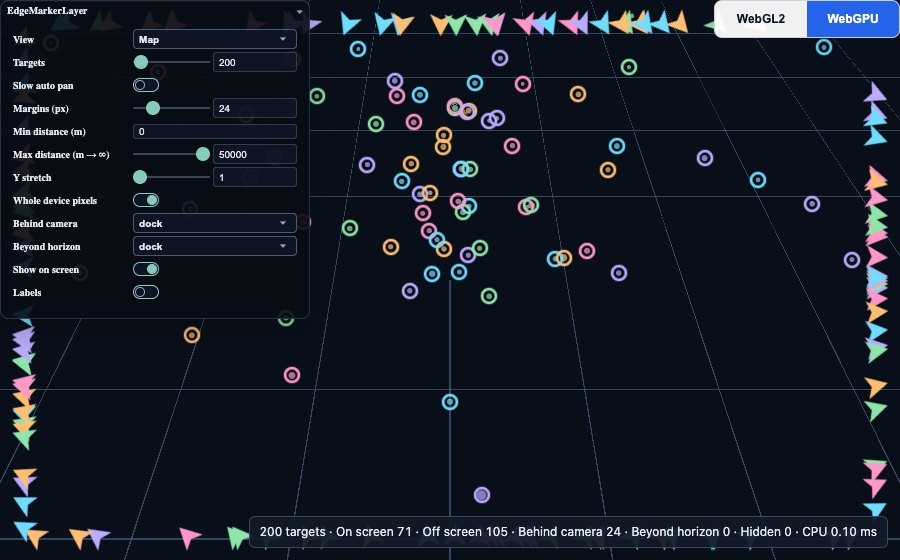 EdgeMarkerLayer
WebGL2 WebGPU
View Map
Targets 200
Slow auto pan
Margins (px) 24
Min distance (m) 0
Max distance (m → ∞) 50000
Y stretch 1
Whole device pixels
Behind camera dock
Beyond horizon dock
Show on screen
Labels
200 targets · On screen 71 · Off screen 105 · Behind camera 24 · Beyond horizon 0 · Hidden 0 · CPU 0.10 ms